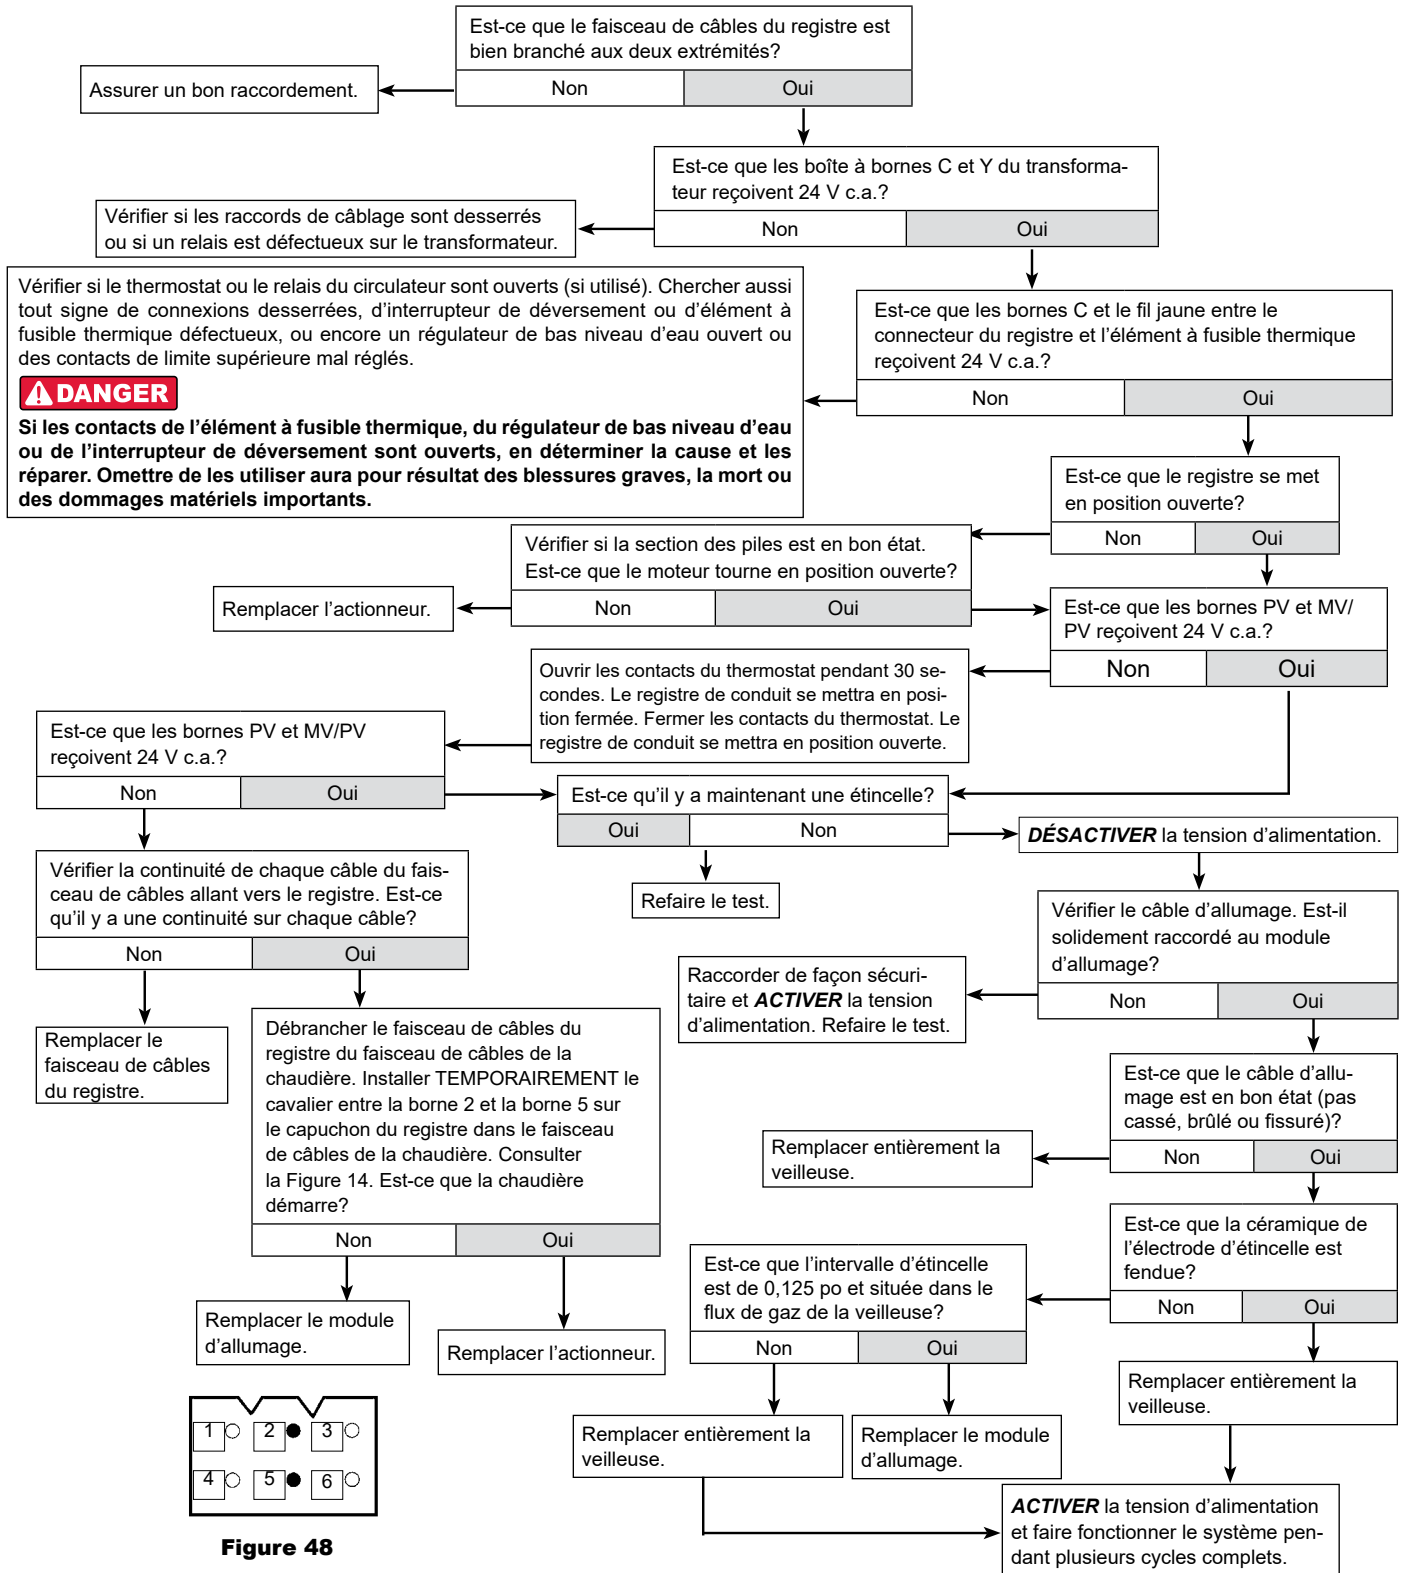 Est-ce que le faisceau de câbles du registre est
bien branché aux deux extrémités?
Non
Oui
Assurer un bon raccordement.
Est-ce que les boîte à bornes C et Y du transforma-
teur reçoivent 24 V c.a.?
Non
Oui
Vérifier si les raccords de câblage sont desserrés
ou si un relais est défectueux sur le transformateur.
Vérifier si le thermostat ou le relais du circulateur sont ouverts (si utilisé). Chercher aussi
tout signe de connexions desserrées, d’interrupteur de déversement ou d’élément à
fusible thermique défectueux, ou encore un régulateur de bas niveau d’eau ouvert ou
des contacts de limite supérieure mal réglés.
DANGER
Si les contacts de l’élément à fusible thermique, du régulateur de bas niveau d’eau
ou de l’interrupteur de déversement sont ouverts, en déterminer la cause et les
réparer. Omettre de les utiliser aura pour résultat des blessures graves, la mort ou
des dommages matériels importants.
Est-ce que les bornes C et le fil jaune entre le
connecteur du registre et l’élément à fusible thermique
reçoivent 24 V c.a.?
Non
Oui
Est-ce que le registre se met
en position ouverte?
Non
Oui
Vérifier si la section des piles est en bon état.
Est-ce que le moteur tourne en position ouverte?
Non
Oui
Remplacer l’actionneur.
Est-ce que les bornes PV et MV/
PV reçoivent 24 V c.a.?
Non
Oui
Ouvrir les contacts du thermostat pendant 30 se-
condes. Le registre de conduit se mettra en posi-
tion fermée. Fermer les contacts du thermostat. Le
registre de conduit se mettra en position ouverte.
Est-ce que les bornes PV et MV/PV
reçoivent 24 V c.a.?
Non
Oui
Est-ce qu’il y a maintenant une étincelle?
Oui
Non
Refaire le test.
DÉSACTIVER la tension d’alimentation.
Vérifier la continuité de chaque câble du fais-
ceau de câbles allant vers le registre. Est-ce
qu’il y a une continuité sur chaque câble?
Non
Oui
Remplacer le
faisceau de câbles
du registre.
Débrancher le faisceau de câbles du
registre du faisceau de câbles de la
chaudière. Installer TEMPORAIREMENT le
cavalier entre la borne 2 et la borne 5 sur
le capuchon du registre dans le faisceau
de câbles de la chaudière. Consulter
la Figure 14. Est-ce que la chaudière
démarre?
Non
Oui
Remplacer le module
d’allumage.
Remplacer l’actionneur.
Vérifier le câble d’allumage. Est-il
solidement raccordé au module
d’allumage?
Non
Oui
Raccorder de façon sécuri-
taire et ACTIVER la tension
d’alimentation. Refaire le test.
Est-ce que le câble d’allu-
mage est en bon état (pas
cassé, brûlé ou fissuré)?
Non
Oui
Remplacer entièrement la
veilleuse.
Est-ce que la céramique de
l’électrode d’étincelle est
fendue?
Non
Oui
Est-ce que l’intervalle d’étincelle
est de 0,125 po et située dans le
flux de gaz de la veilleuse?
Non
Oui
Remplacer entièrement la
veilleuse.
Remplacer entièrement la
veilleuse.
Remplacer le module
d’allumage.
ACTIVER la tension d’alimentation
et faire fonctionner le système pen-
dant plusieurs cycles complets.
1 2 3
4 5 6
Figure 48